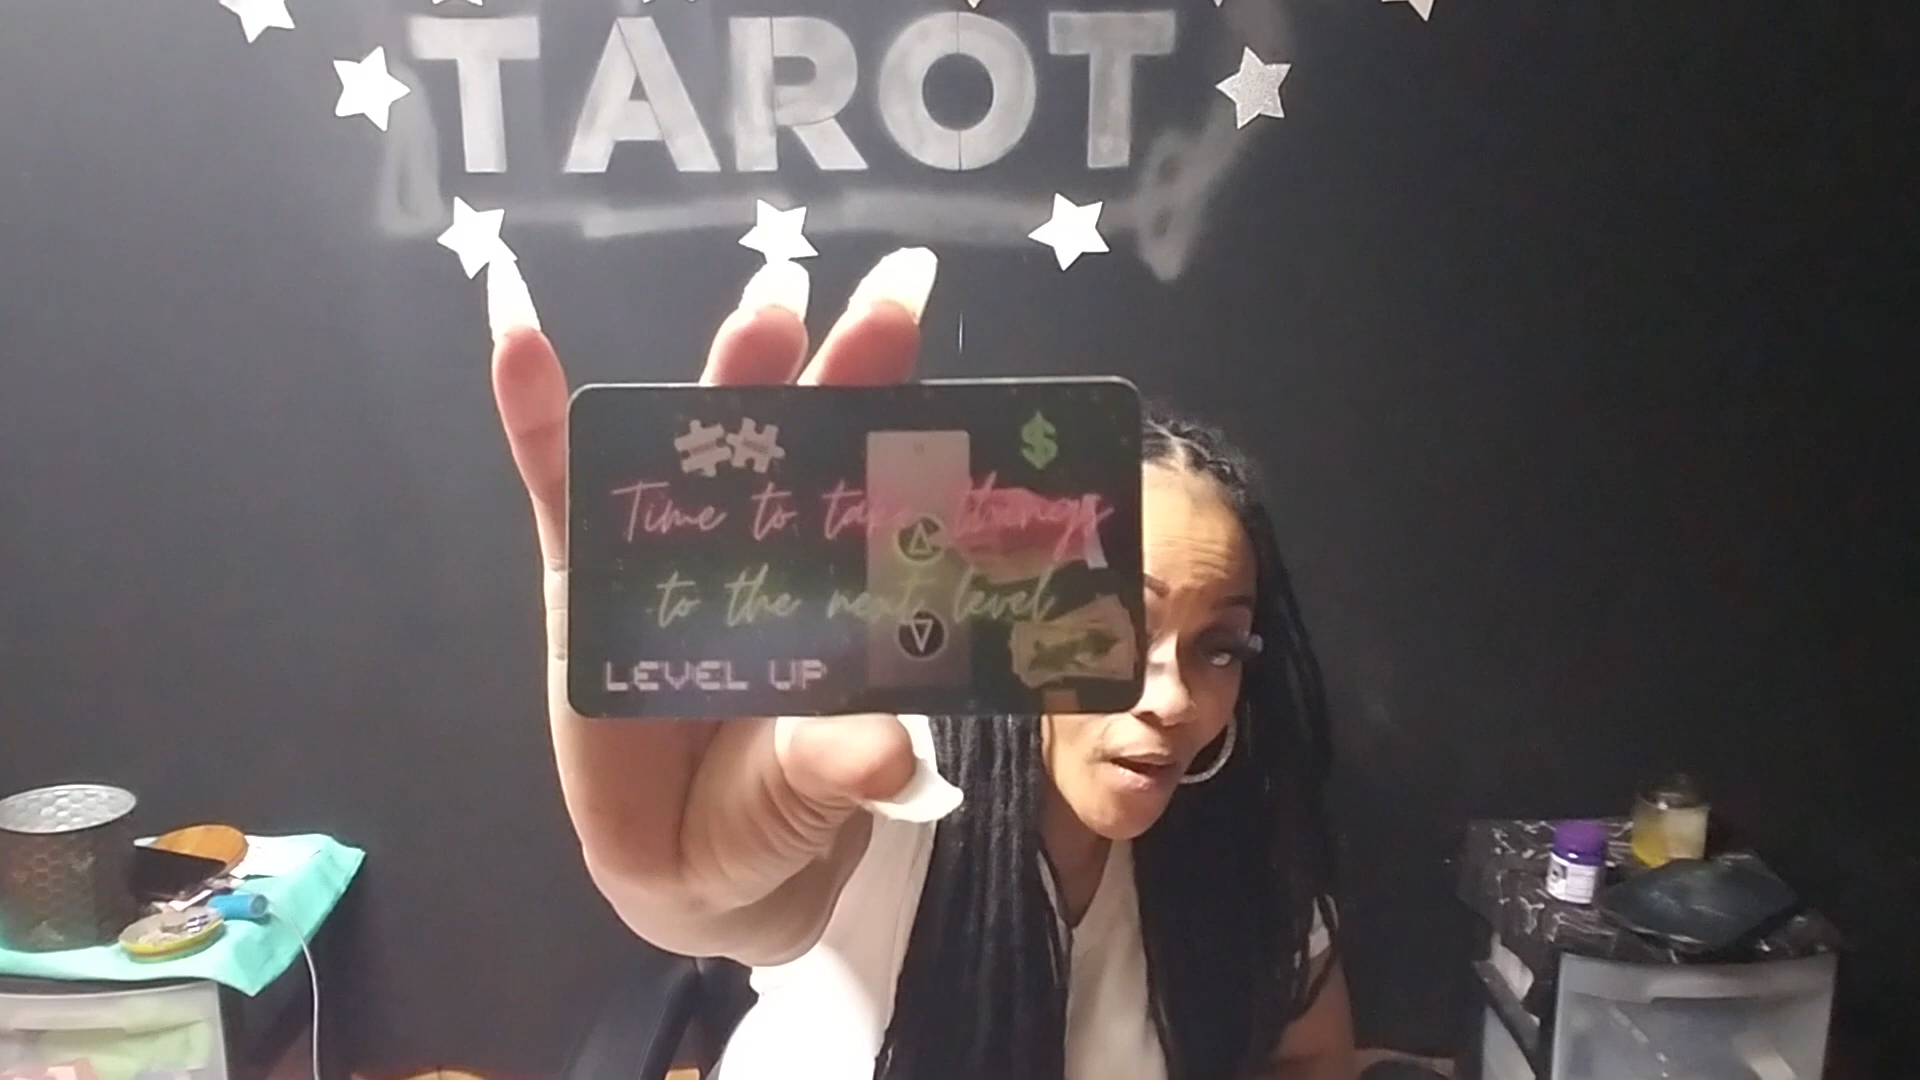 TAROT
$
Time to take things
to the next level
LEVEL UP